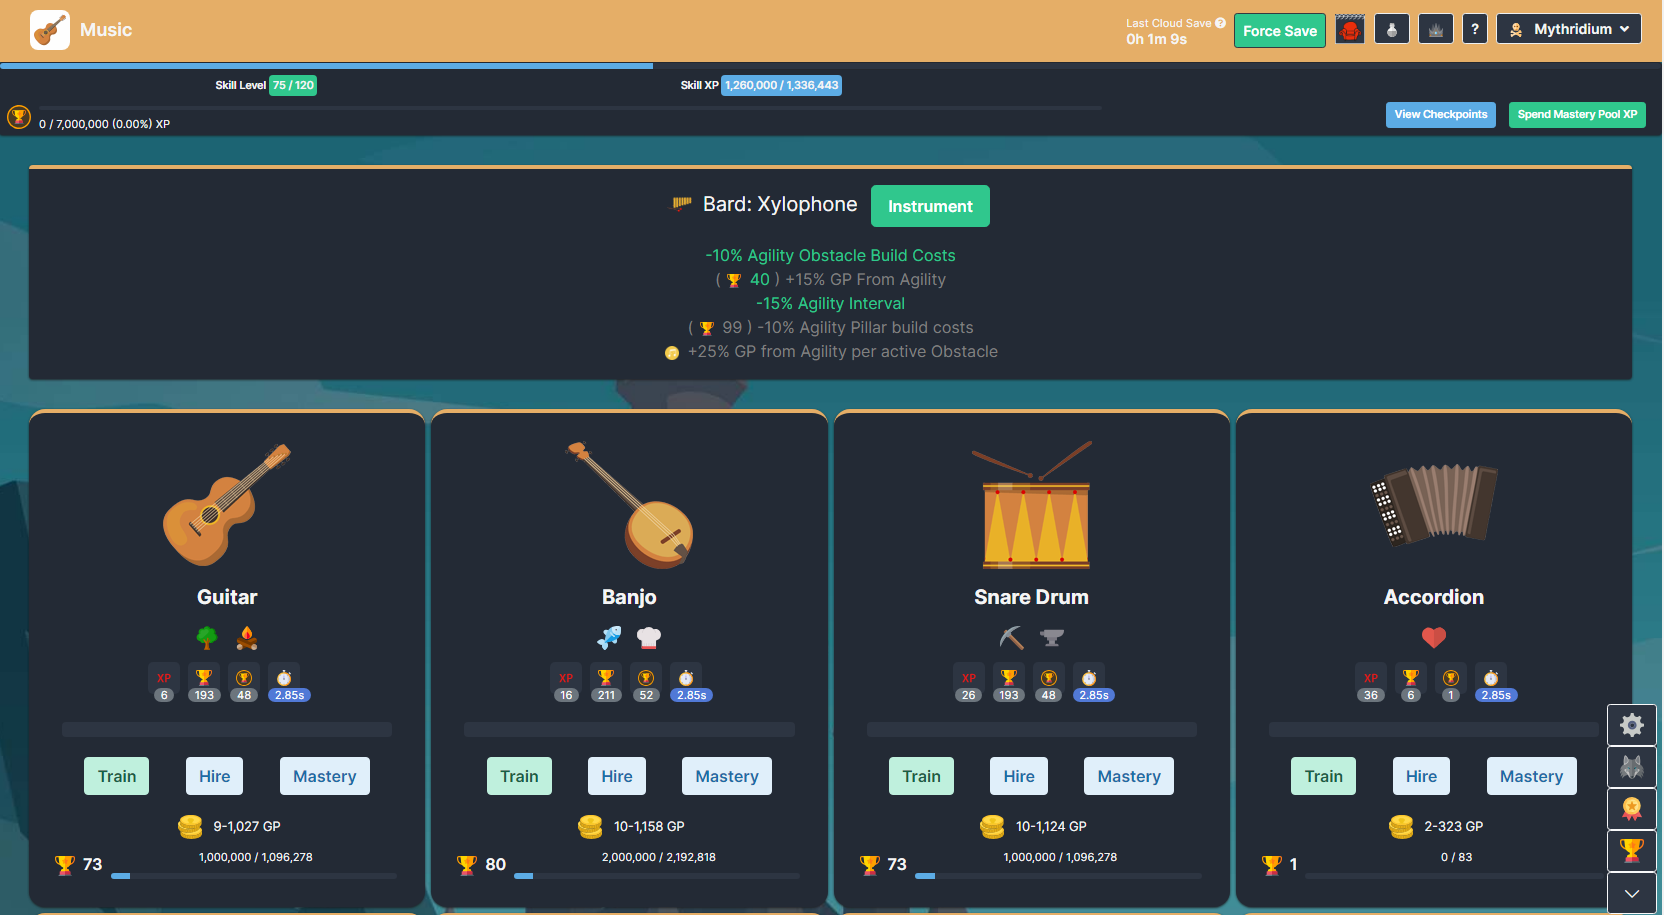 Music
Last Cloud Save ?
0h 1m 9s
Force Save
?
Mythridium
Skill Level 75 / 120
Skill XP 1,260,000 / 1,336,443
0 / 7,000,000 (0.00%) XP
View Checkpoints
Spend Mastery Pool XP
Bard: Xylophone
Instrument
-10% Agility Obstacle Build Costs
( 40 ) +15% GP From Agility
-15% Agility Interval
( 99 ) -10% Agility Pillar build costs
+25% GP from Agility per active Obstacle
Guitar
XP
6 193 48 2.85s
Train Hire Mastery
9-1,027 GP
73 1,000,000 / 1,096,278
Banjo
XP
16 211 52 2.85s
Train Hire Mastery
10-1,158 GP
80 2,000,000 / 2,192,818
Snare Drum
XP
26 193 48 2.85s
Train Hire Mastery
10-1,124 GP
73 1,000,000 / 1,096,278
Accordion
XP
36 6 1 2.85s
Train Hire Mastery
2-323 GP
1 0 / 83